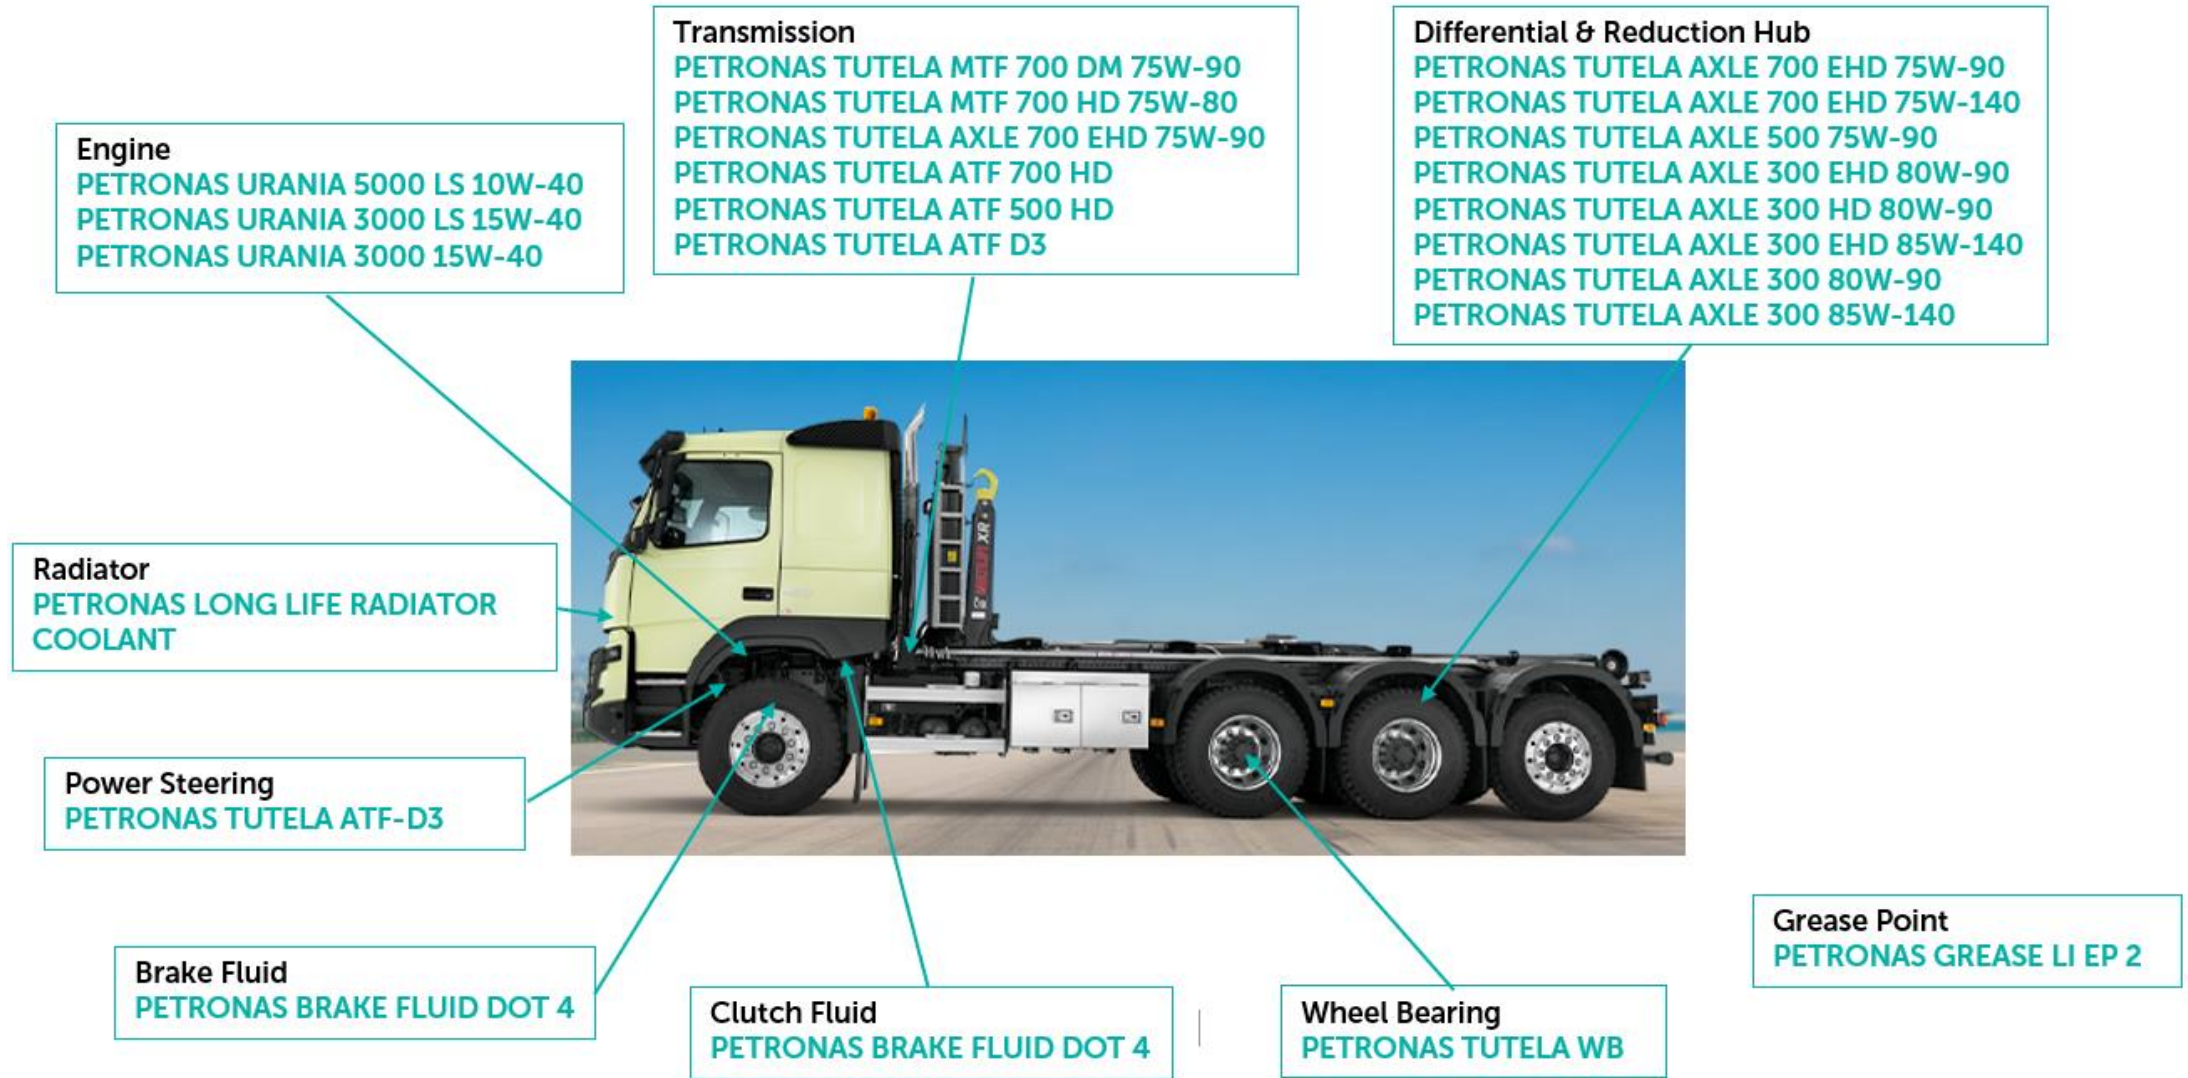 Transmission
PETRONAS TUTELA MTF 700 DM 75W-90
PETRONAS TUTELA MTF 700 HD 75W-80
PETRONAS TUTELA AXLE 700 EHD 75W-90
PETRONAS TUTELA ATF 700 HD
PETRONAS TUTELA ATF 500 HD
PETRONAS TUTELA ATF D3
Differential & Reduction Hub
PETRONAS TUTELA AXLE 700 EHD 75W-90
PETRONAS TUTELA AXLE 700 EHD 75W-140
PETRONAS TUTELA AXLE 500 75W-90
PETRONAS TUTELA AXLE 300 EHD 80W-90
PETRONAS TUTELA AXLE 300 HD 80W-90
PETRONAS TUTELA AXLE 300 EHD 85W-140
PETRONAS TUTELA AXLE 300 80W-90
PETRONAS TUTELA AXLE 300 85W-140
Engine
PETRONAS URANIA 5000 LS 10W-40
PETRONAS URANIA 3000 LS 15W-40
PETRONAS URANIA 3000 15W-40
Radiator
PETRONAS LONG LIFE RADIATOR
COOLANT
XR
Power Steering
PETRONAS TUTELA ATF-D3
Brake Fluid
PETRONAS BRAKE FLUID DOT 4
Clutch Fluid
PETRONAS BRAKE FLUID DOT 4
Wheel Bearing
PETRONAS TUTELA WB
Grease Point
PETRONAS GREASE LI EP 2